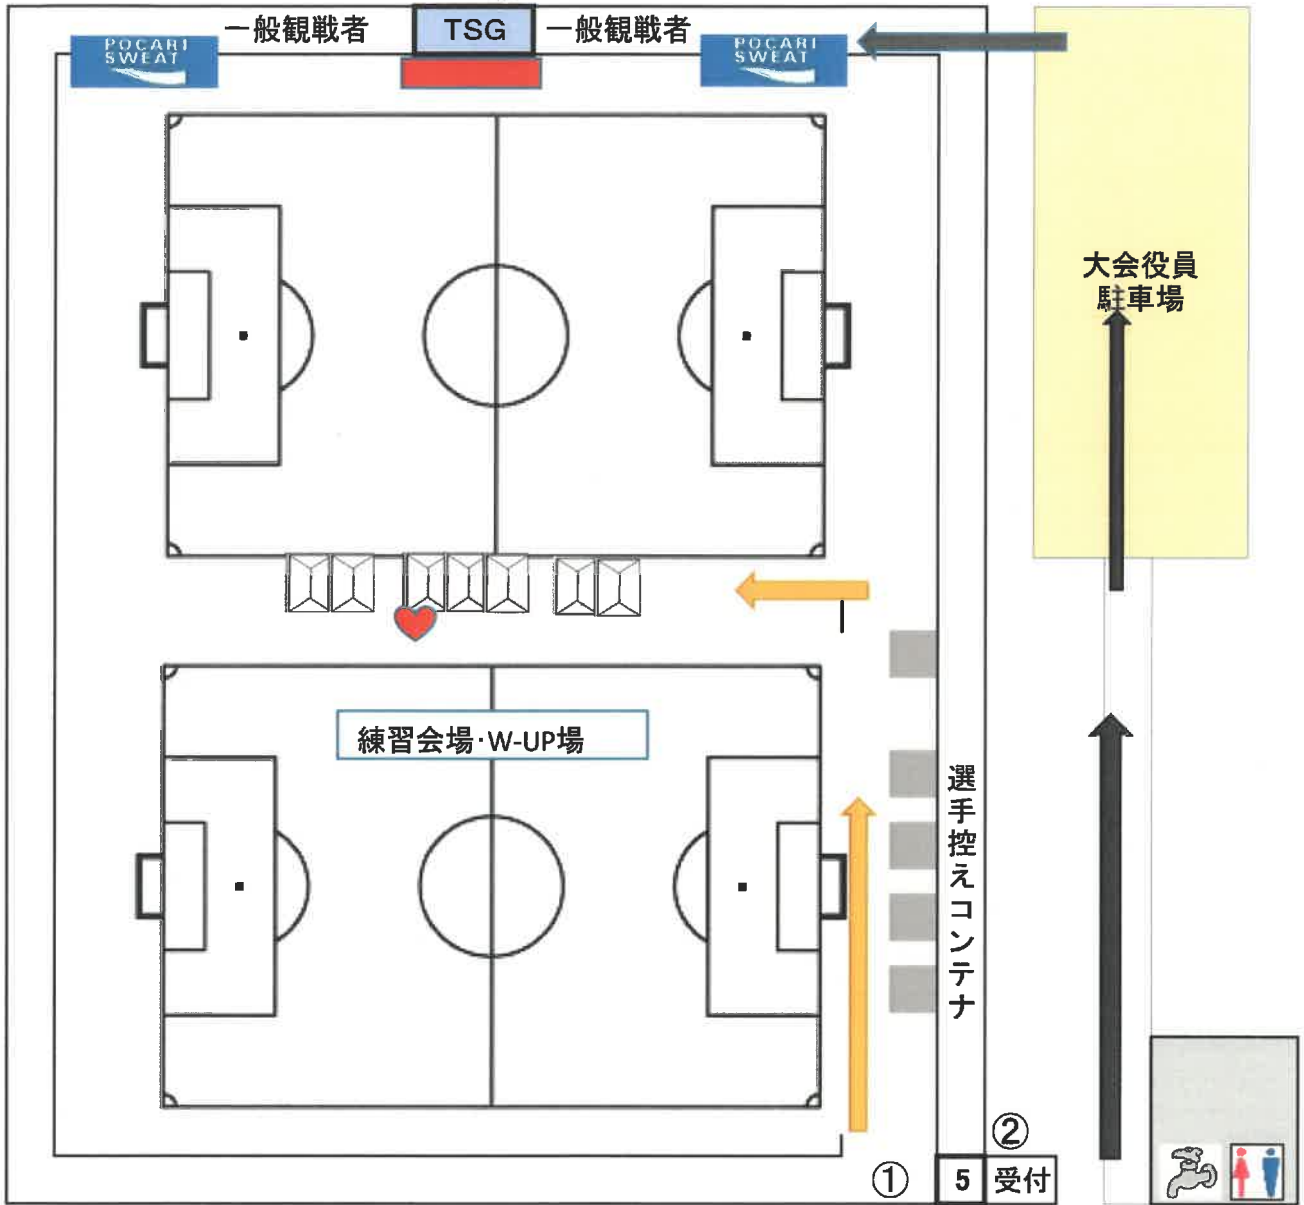 一般観戦者
TSG
一般観戦者
POCARI
SWEAT
POCARI
SWEAT
大会役員
駐車場
練習会場・W-UP場
選手控えコンテナ
②
①
5
受付